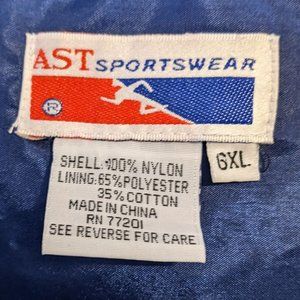 AST SPORTSWEAR
®
SHELL: 100% NYLON
LINING: 65% POLYESTER
35% COTTON
MADE IN CHINA
RN 77201
SEE REVERSE FOR CARE
6XL